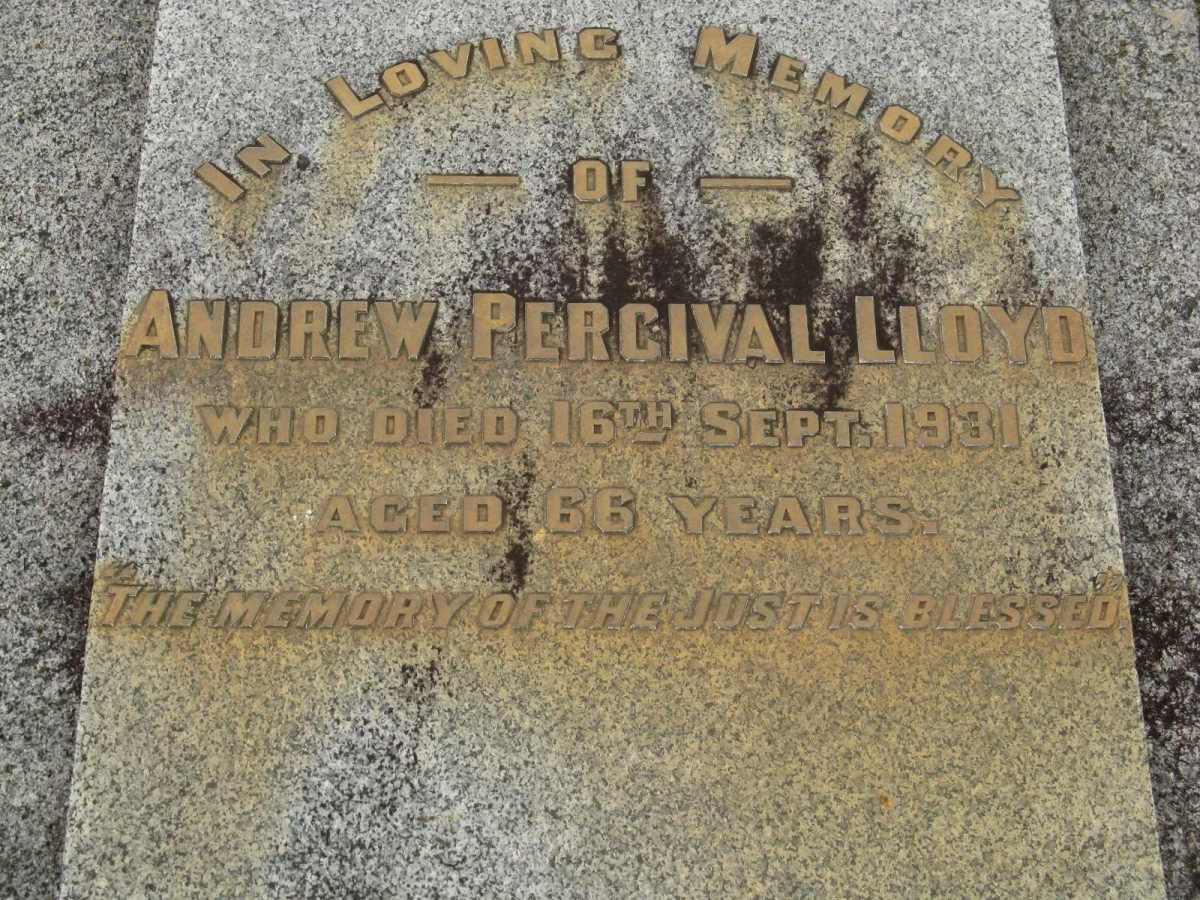 IN LOVING MEMORY
— OF —
ANDREW PERCIVAL LLOYD
WHO DIED 16TH SEPT. 1931
AGED 66 YEARS.
"THE MEMORY OF THE JUST IS BLESSED"